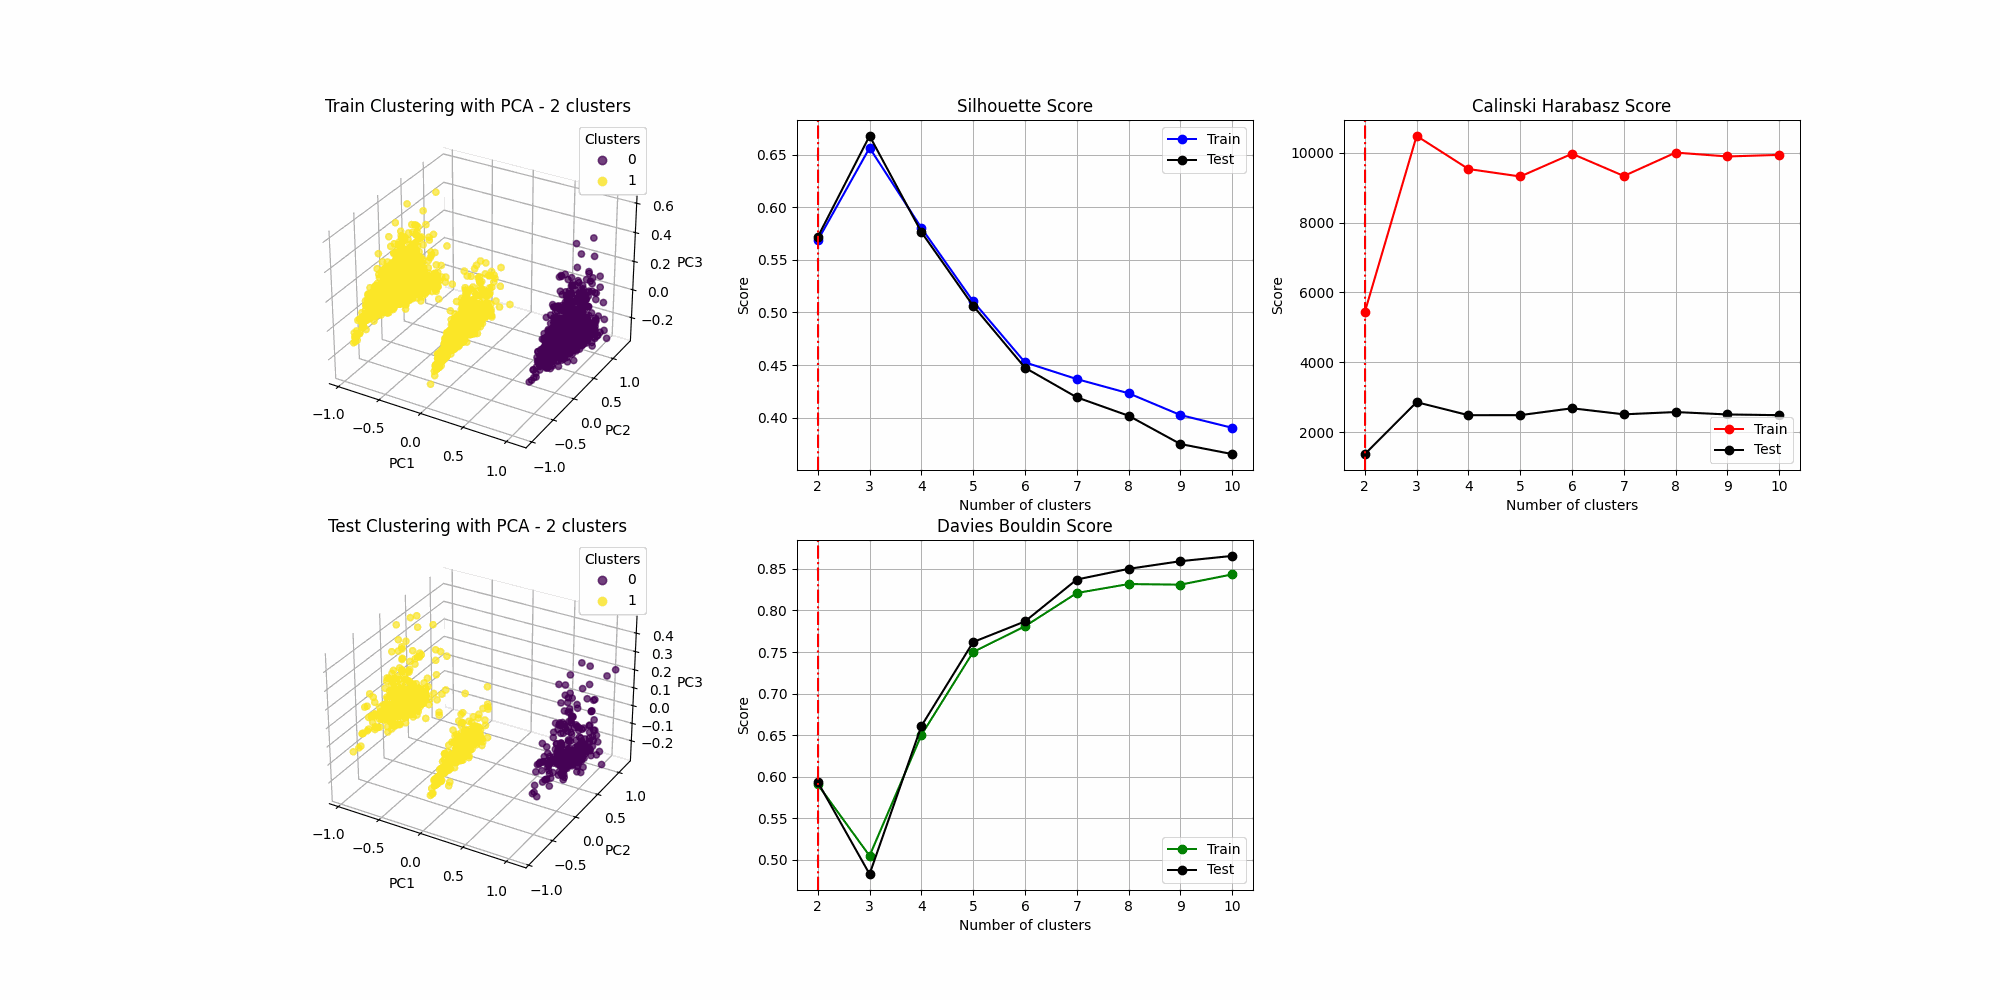 Train Clustering with PCA - 2 clusters
Clusters
0
1
0.6
0.4
0.2
0.0
−0.2
PC3
−1.0
−0.5
0.0
0.5
1.0
PC1
−1.0
−0.5
0.0
0.5
1.0
PC2
Silhouette Score
Train
Test
0.65
0.60
0.55
0.50
0.45
0.40
Score
2 3 4 5 6 7 8 9 10
Number of clusters
Calinski Harabasz Score
10000
8000
6000
4000
2000
Score
Train
Test
2 3 4 5 6 7 8 9 10
Number of clusters
Test Clustering with PCA - 2 clusters
Clusters
0
1
0.4
0.3
0.2
0.1
0.0
−0.1
−0.2
PC3
−1.0
−0.5
0.0
0.5
1.0
PC1
−1.0
−0.5
0.0
0.5
1.0
PC2
Davies Bouldin Score
0.85
0.80
0.75
0.70
0.65
0.60
0.55
0.50
Score
Train
Test
2 3 4 5 6 7 8 9 10
Number of clusters